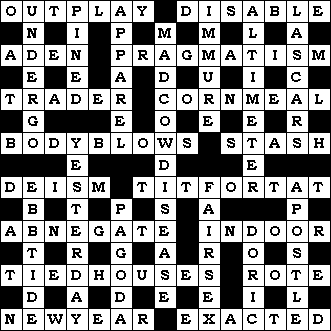 OUTPLAY DISABLE
N I P M M L A
ADEN PRAGMATISM
E E A D U I C
TRADER CORNMEAL
G E O E E R
BODYBLOWS STASH
E D E
DEISM TITFORTAT
B T P S A P
ABNEGATE INDOOR
T R G A R O S
TIEDHOUSES ROTE
D A D E E I L
NEWYEAR EXACTED